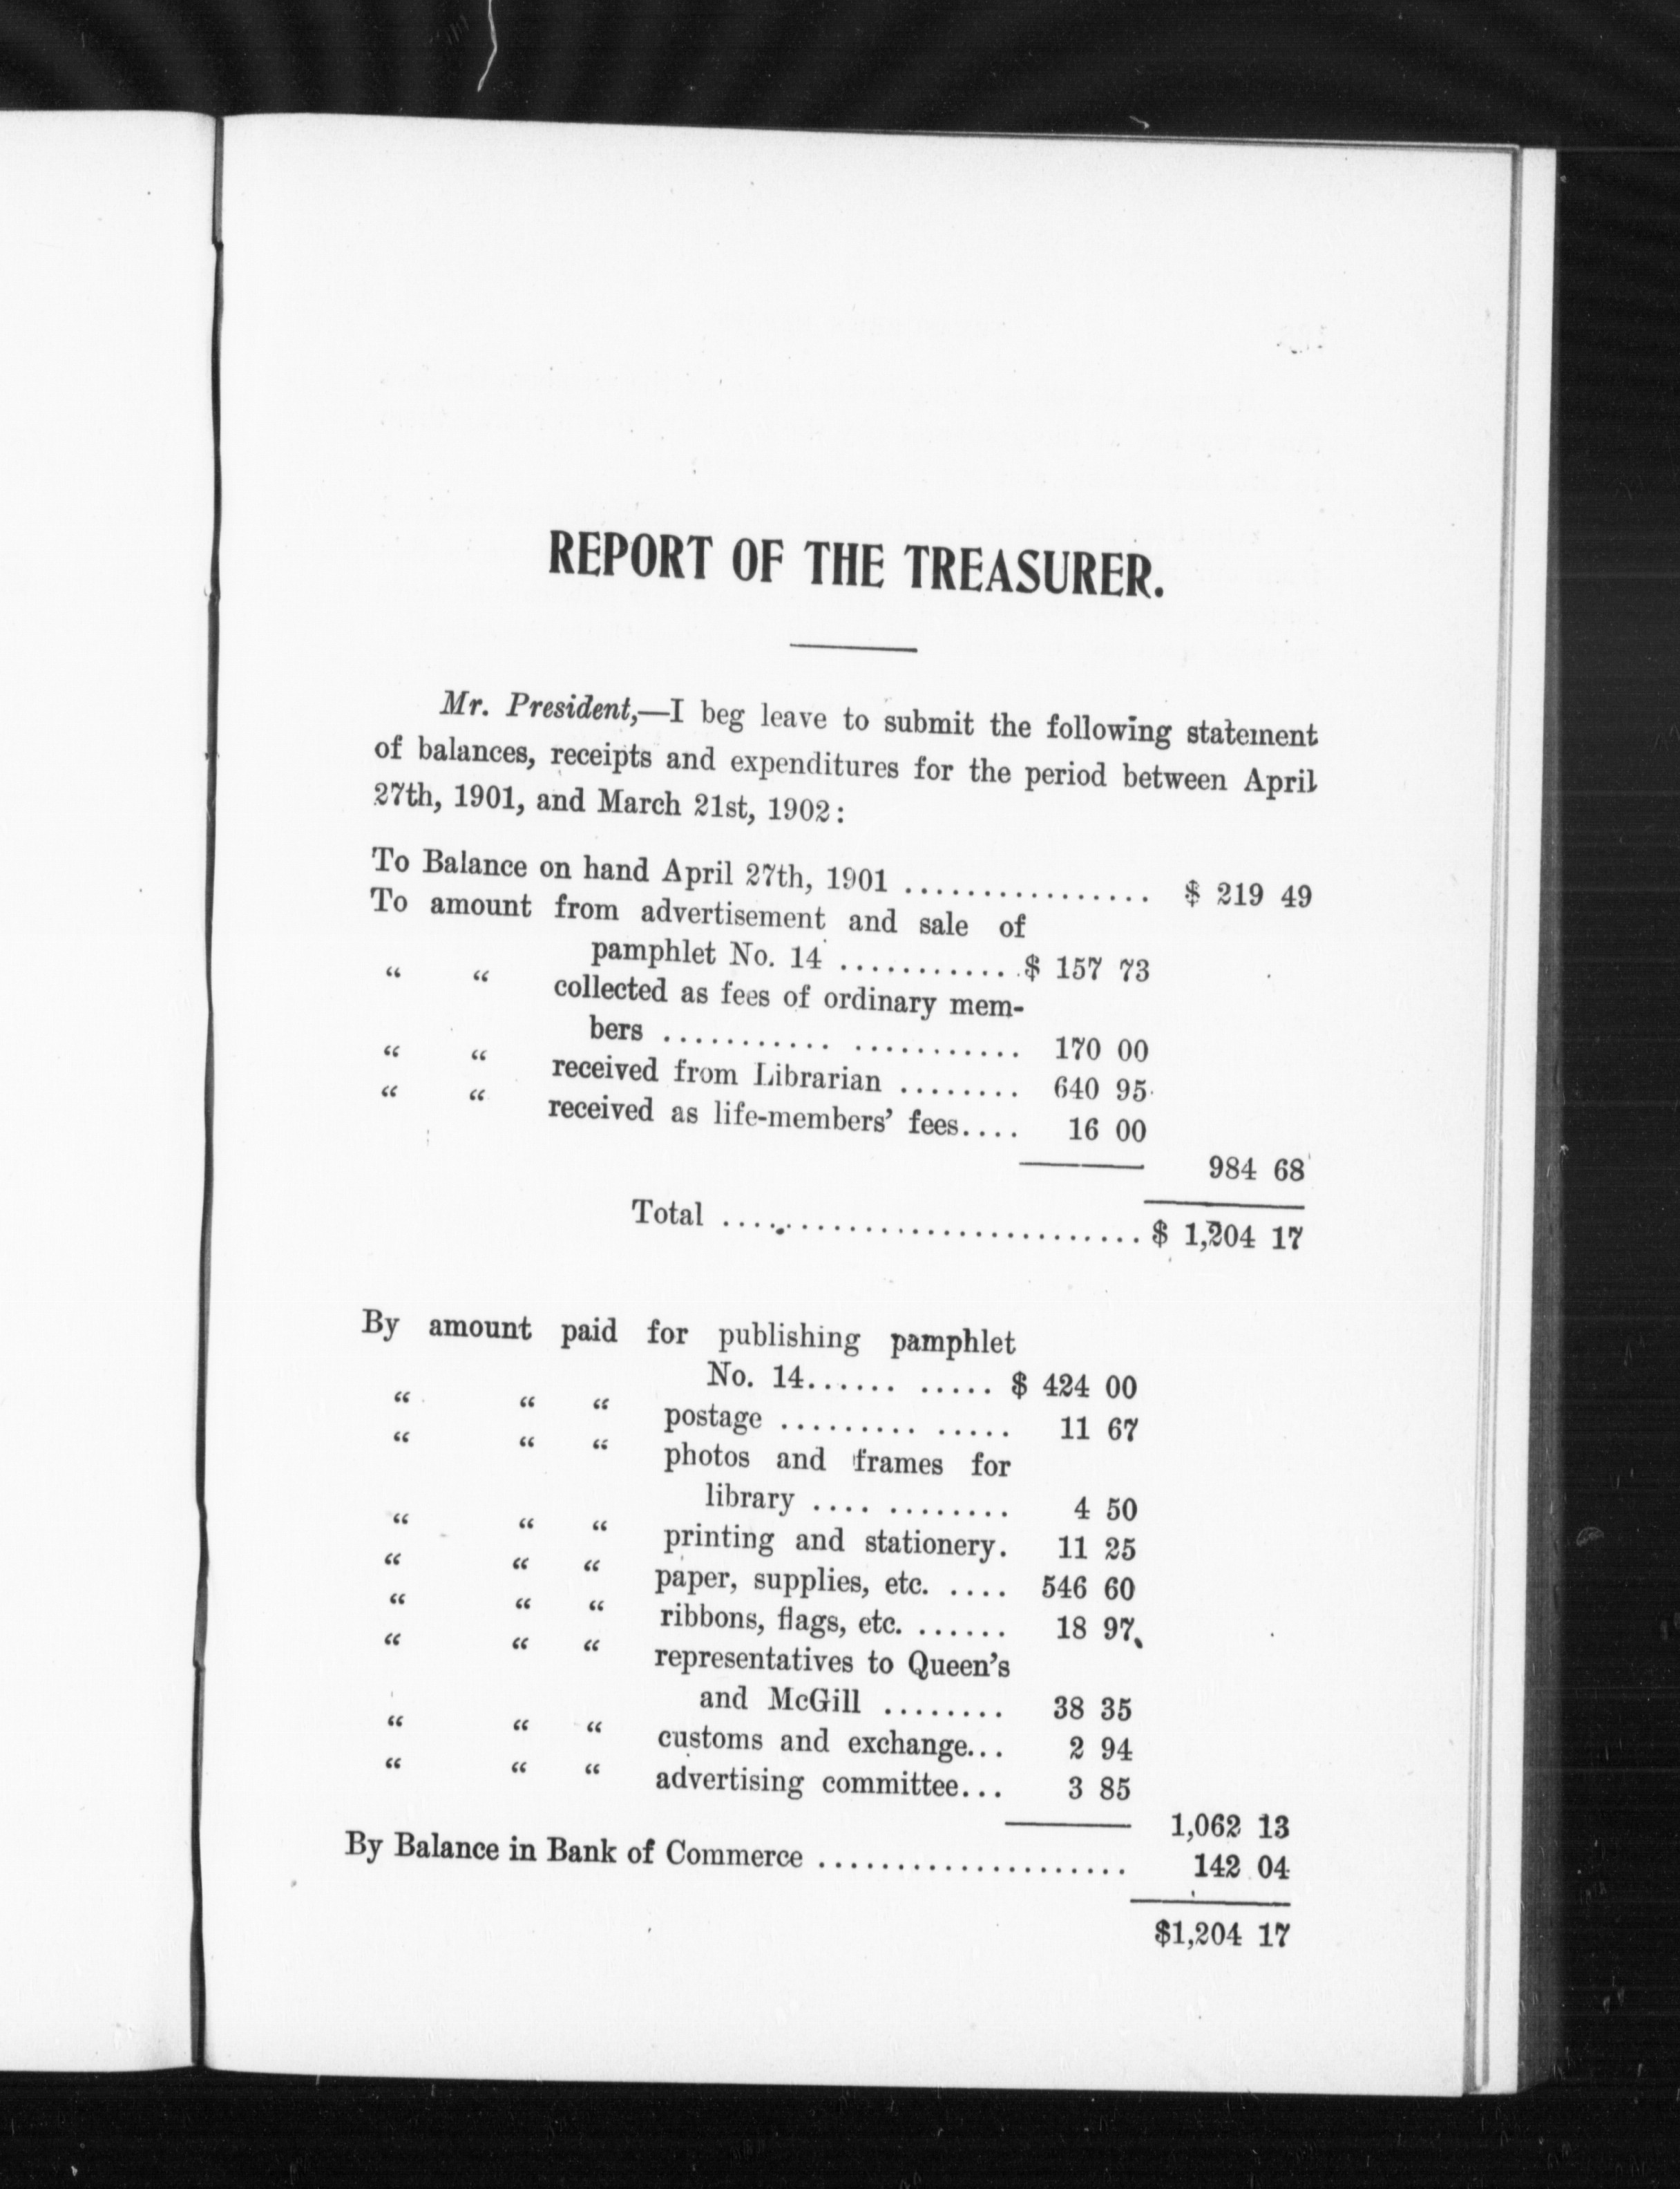 REPORT OF THE TREASURER.
Mr. President,—I beg leave to submit the following statement
of balances, receipts and expenditures for the period between April
27th, 1901, and March 21st, 1902:
To Balance on hand April 27th, 1901 ................ $ 219 49
To amount from advertisement and sale of
pamphlet No. 14 ............$ 157 73
“ “ collected as fees of ordinary mem-
bers ........... ........... 170 00
“ “ received from Librarian ........ 640 95
“ “ received as life-members’ fees.... 16 00
984 68
Total ........................... $ 1,204 17
By amount paid for publishing pamphlet
No. 14...... ..... $ 424 00
“ “ “ postage ......... ..... 11 67
“ “ “ photos and frames for
library .... ........ 4 50
“ “ “ printing and stationery. 11 25
“ “ “ paper, supplies, etc. .... 546 60
“ “ “ ribbons, flags, etc. ...... 18 97
“ “ “ representatives to Queen’s
and McGill ........ 38 35
“ “ “ customs and exchange... 2 94
“ “ “ advertising committee... 3 85
1,062 13
By Balance in Bank of Commerce .................... 142 04
$1,204 17